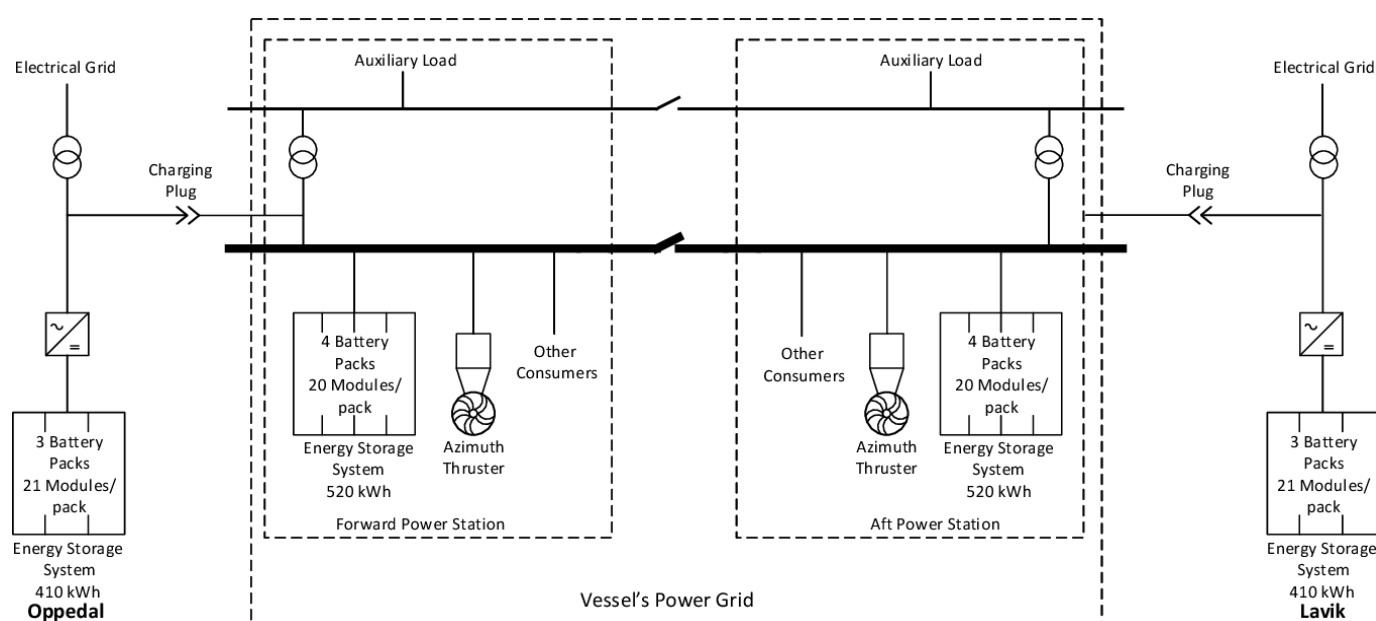 Electrical Grid
Charging
Plug
3 Battery
Packs
21 Modules/
pack
Energy Storage
System
410 kWh
Oppedal
Auxiliary Load
4 Battery
Packs
20 Modules/
pack
Energy Storage
System
520 kWh
Azimuth
Thruster
Other
Consumers
Forward Power Station
Auxiliary Load
Other
Consumers
Azimuth
Thruster
4 Battery
Packs
20 Modules/
pack
Energy Storage
System
520 kWh
Aft Power Station
Vessel's Power Grid
Electrical Grid
Charging
Plug
3 Battery
Packs
21 Modules/
pack
Energy Storage
System
410 kWh
Lavik